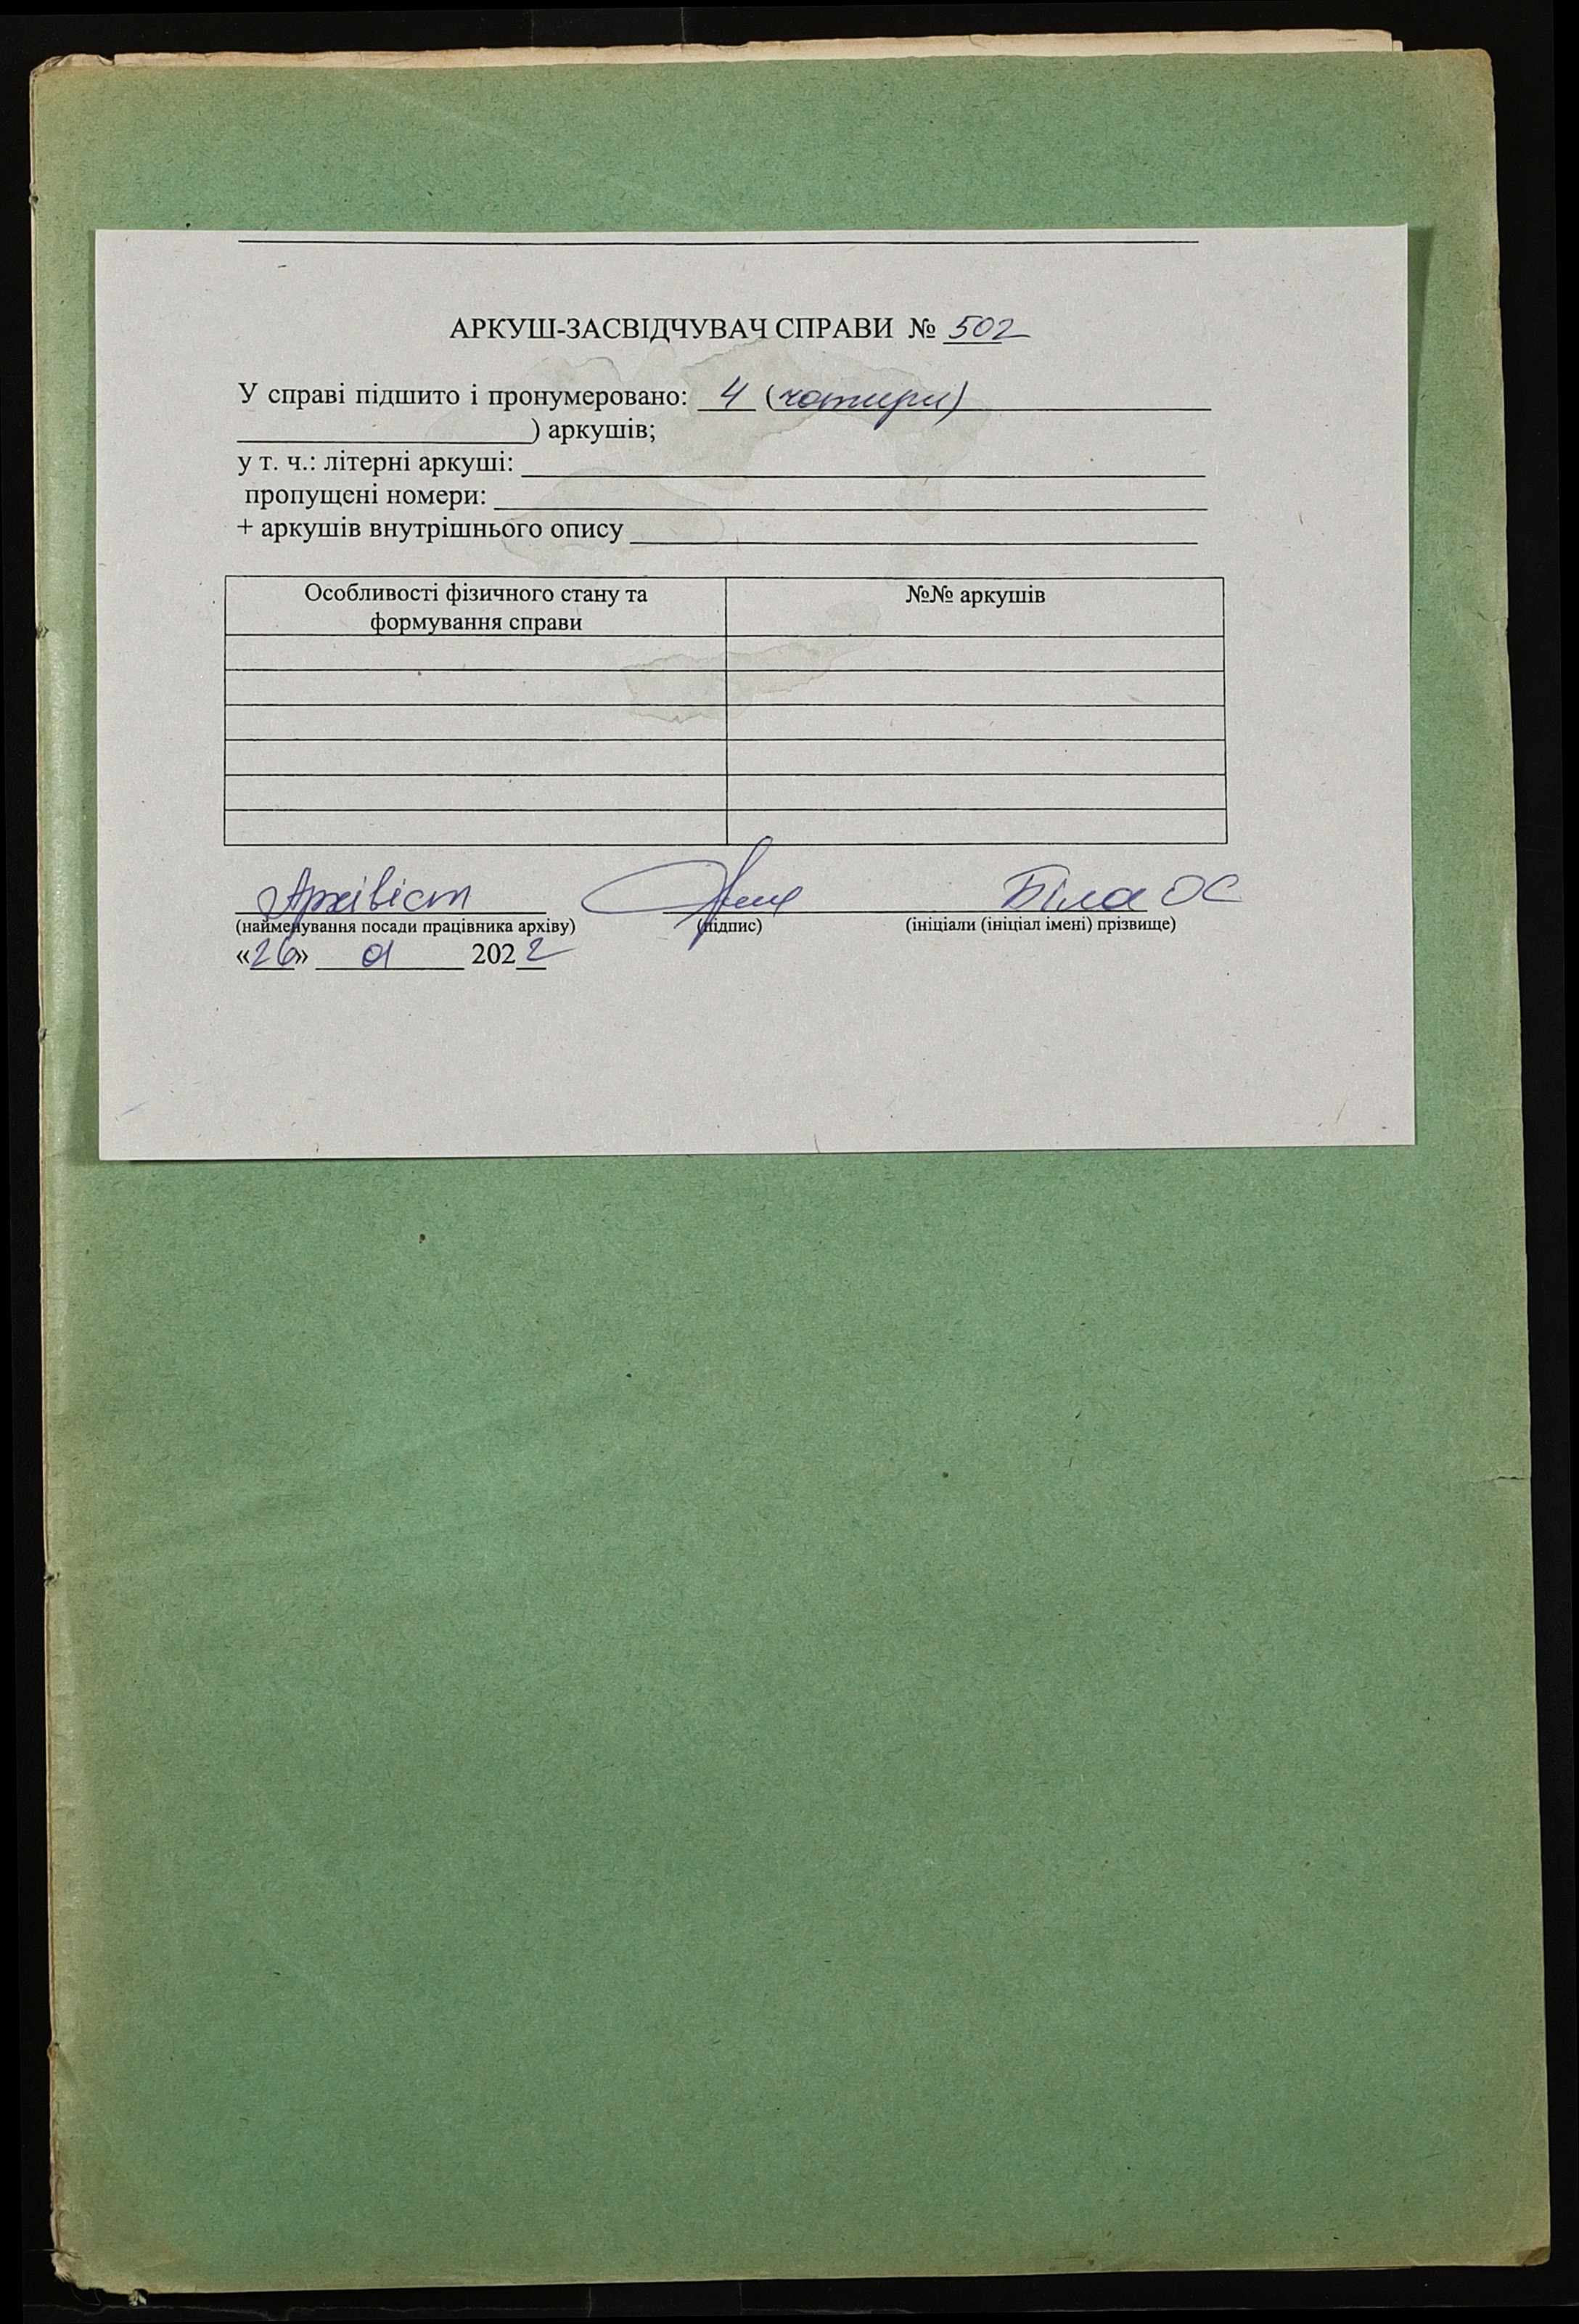 АРКУШ-ЗАСВІДЧУВАЧ СПРАВИ № 502
У справі підшито і пронумеровано: 4 (чотири)
) аркушів;
у т. ч.: літерні аркуші:
пропущені номери:
+ аркушів внутрішнього опису
Особливості фізичного стану та
формування справи
№№ аркушів
Архівіст Біла ОС
(найменування посади працівника архіву) (підпис) (ініціали (ініціал імені) прізвище)
«26» 01 2022